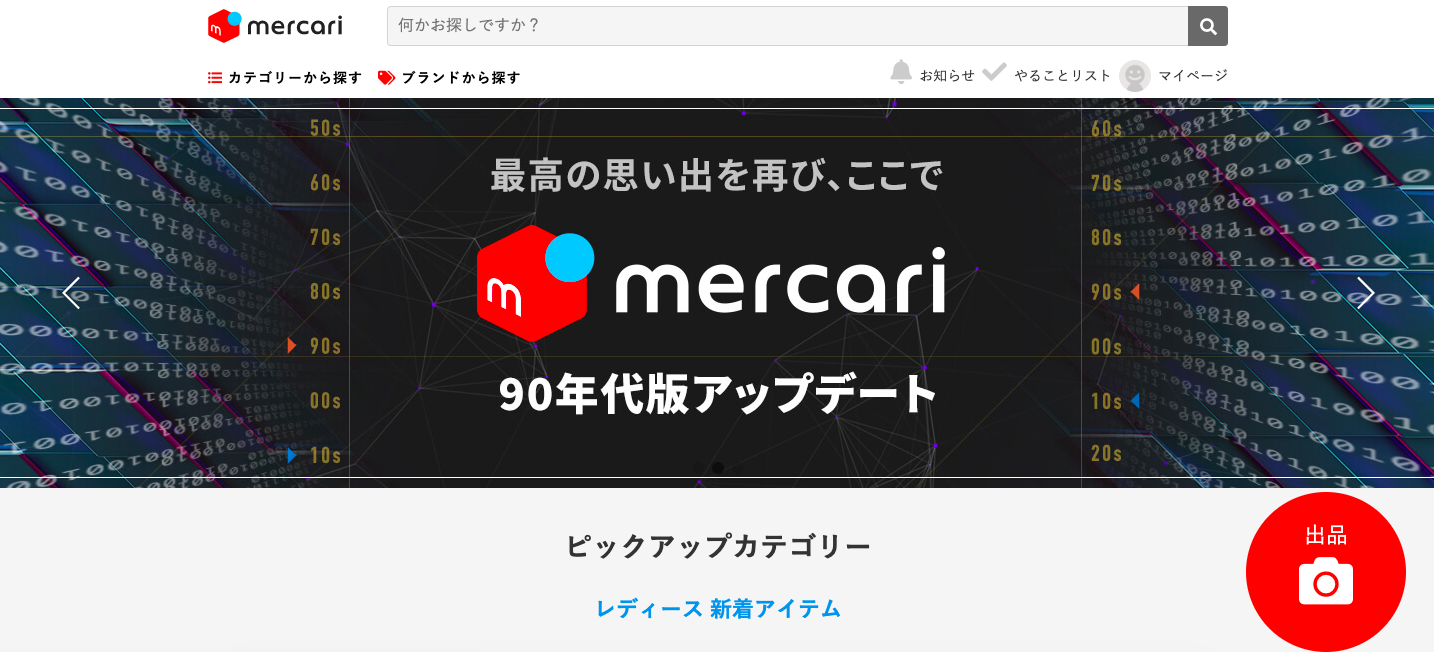 mercari
何かお探しですか？
カテゴリーから探す
ブランドから探す
お知らせ
やることリスト
マイページ
50s
60s
70s
80s
90s
00s
10s
最高の思い出を再び、ここで
m
mercari
90年代版アップデート
60s
70s
80s
90s
00s
10s
20s
ピックアップカテゴリー
レディース 新着アイテム
出品